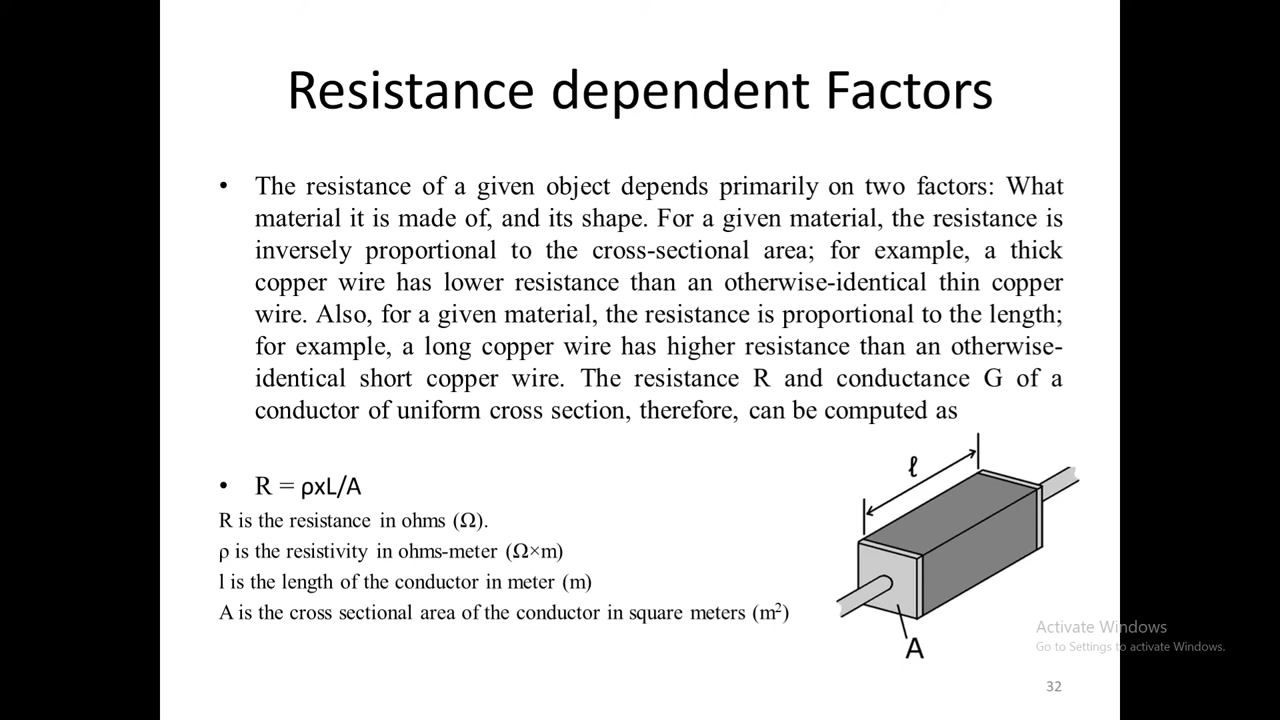 Resistance dependent Factors
• The resistance of a given object depends primarily on two factors: What
material it is made of, and its shape. For a given material, the resistance is
inversely proportional to the cross-sectional area; for example, a thick
copper wire has lower resistance than an otherwise-identical thin copper
wire. Also, for a given material, the resistance is proportional to the length;
for example, a long copper wire has higher resistance than an otherwise-
identical short copper wire. The resistance R and conductance G of a
conductor of uniform cross section, therefore, can be computed as
• R = ρxL/A
R is the resistance in ohms (Ω).
ρ is the resistivity in ohms-meter (Ω×m)
l is the length of the conductor in meter (m)
A is the cross sectional area of the conductor in square meters (m²)
ℓ
A
Activate Windows
Go to Settings to activate Windows.
32